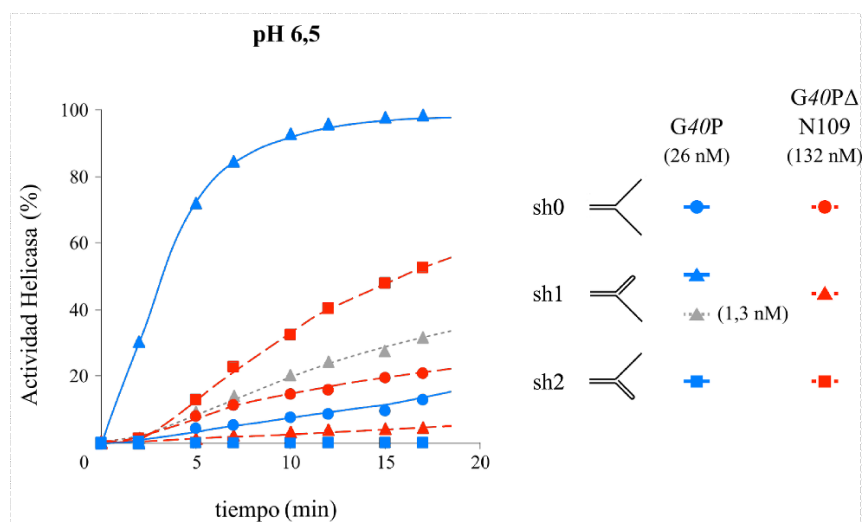 pH 6,5
Actividad Helicasa (%)
100
80
60
40
20
0
0
5
10
15
20
tiempo (min)
G40P
(26 nM)
G40PΔ
N109
(132 nM)
sh0
sh1
(1,3 nM)
sh2